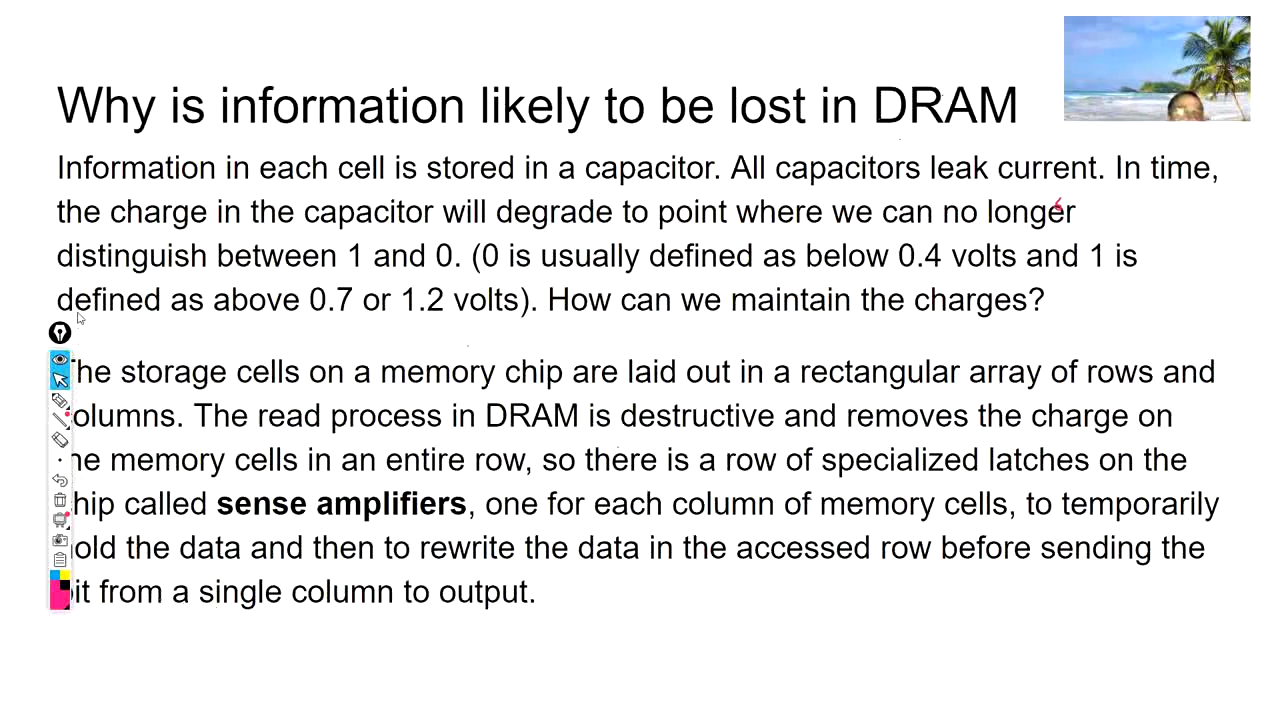 Why is information likely to be lost in DRAM
Information in each cell is stored in a capacitor. All capacitors leak current. In time,
the charge in the capacitor will degrade to point where we can no longer
distinguish between 1 and 0. (0 is usually defined as below 0.4 volts and 1 is
defined as above 0.7 or 1.2 volts). How can we maintain the charges?
The storage cells on a memory chip are laid out in a rectangular array of rows and
columns. The read process in DRAM is destructive and removes the charge on
the memory cells in an entire row, so there is a row of specialized latches on the
chip called sense amplifiers, one for each column of memory cells, to temporarily
hold the data and then to rewrite the data in the accessed row before sending the
bit from a single column to output.